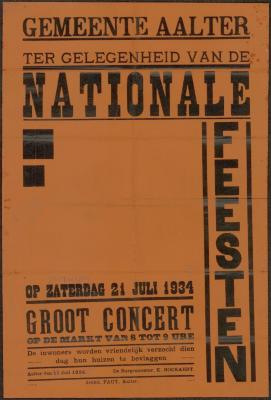 GEMEENTE AALTER
TER GELEGENHEID VAN DE
NATIONALE
FEESTEN
OP ZATERDAG 21 JULI 1934
GROOT CONCERT
OP DE MARKT VAN 8 TOT 9 URE
De inwoners worden vriendelijk verzocht dien
dag hun huizen te bevlaggen
Aalter den 11 Juli 1934. De Burgemeester,
PAUT, Aalter.